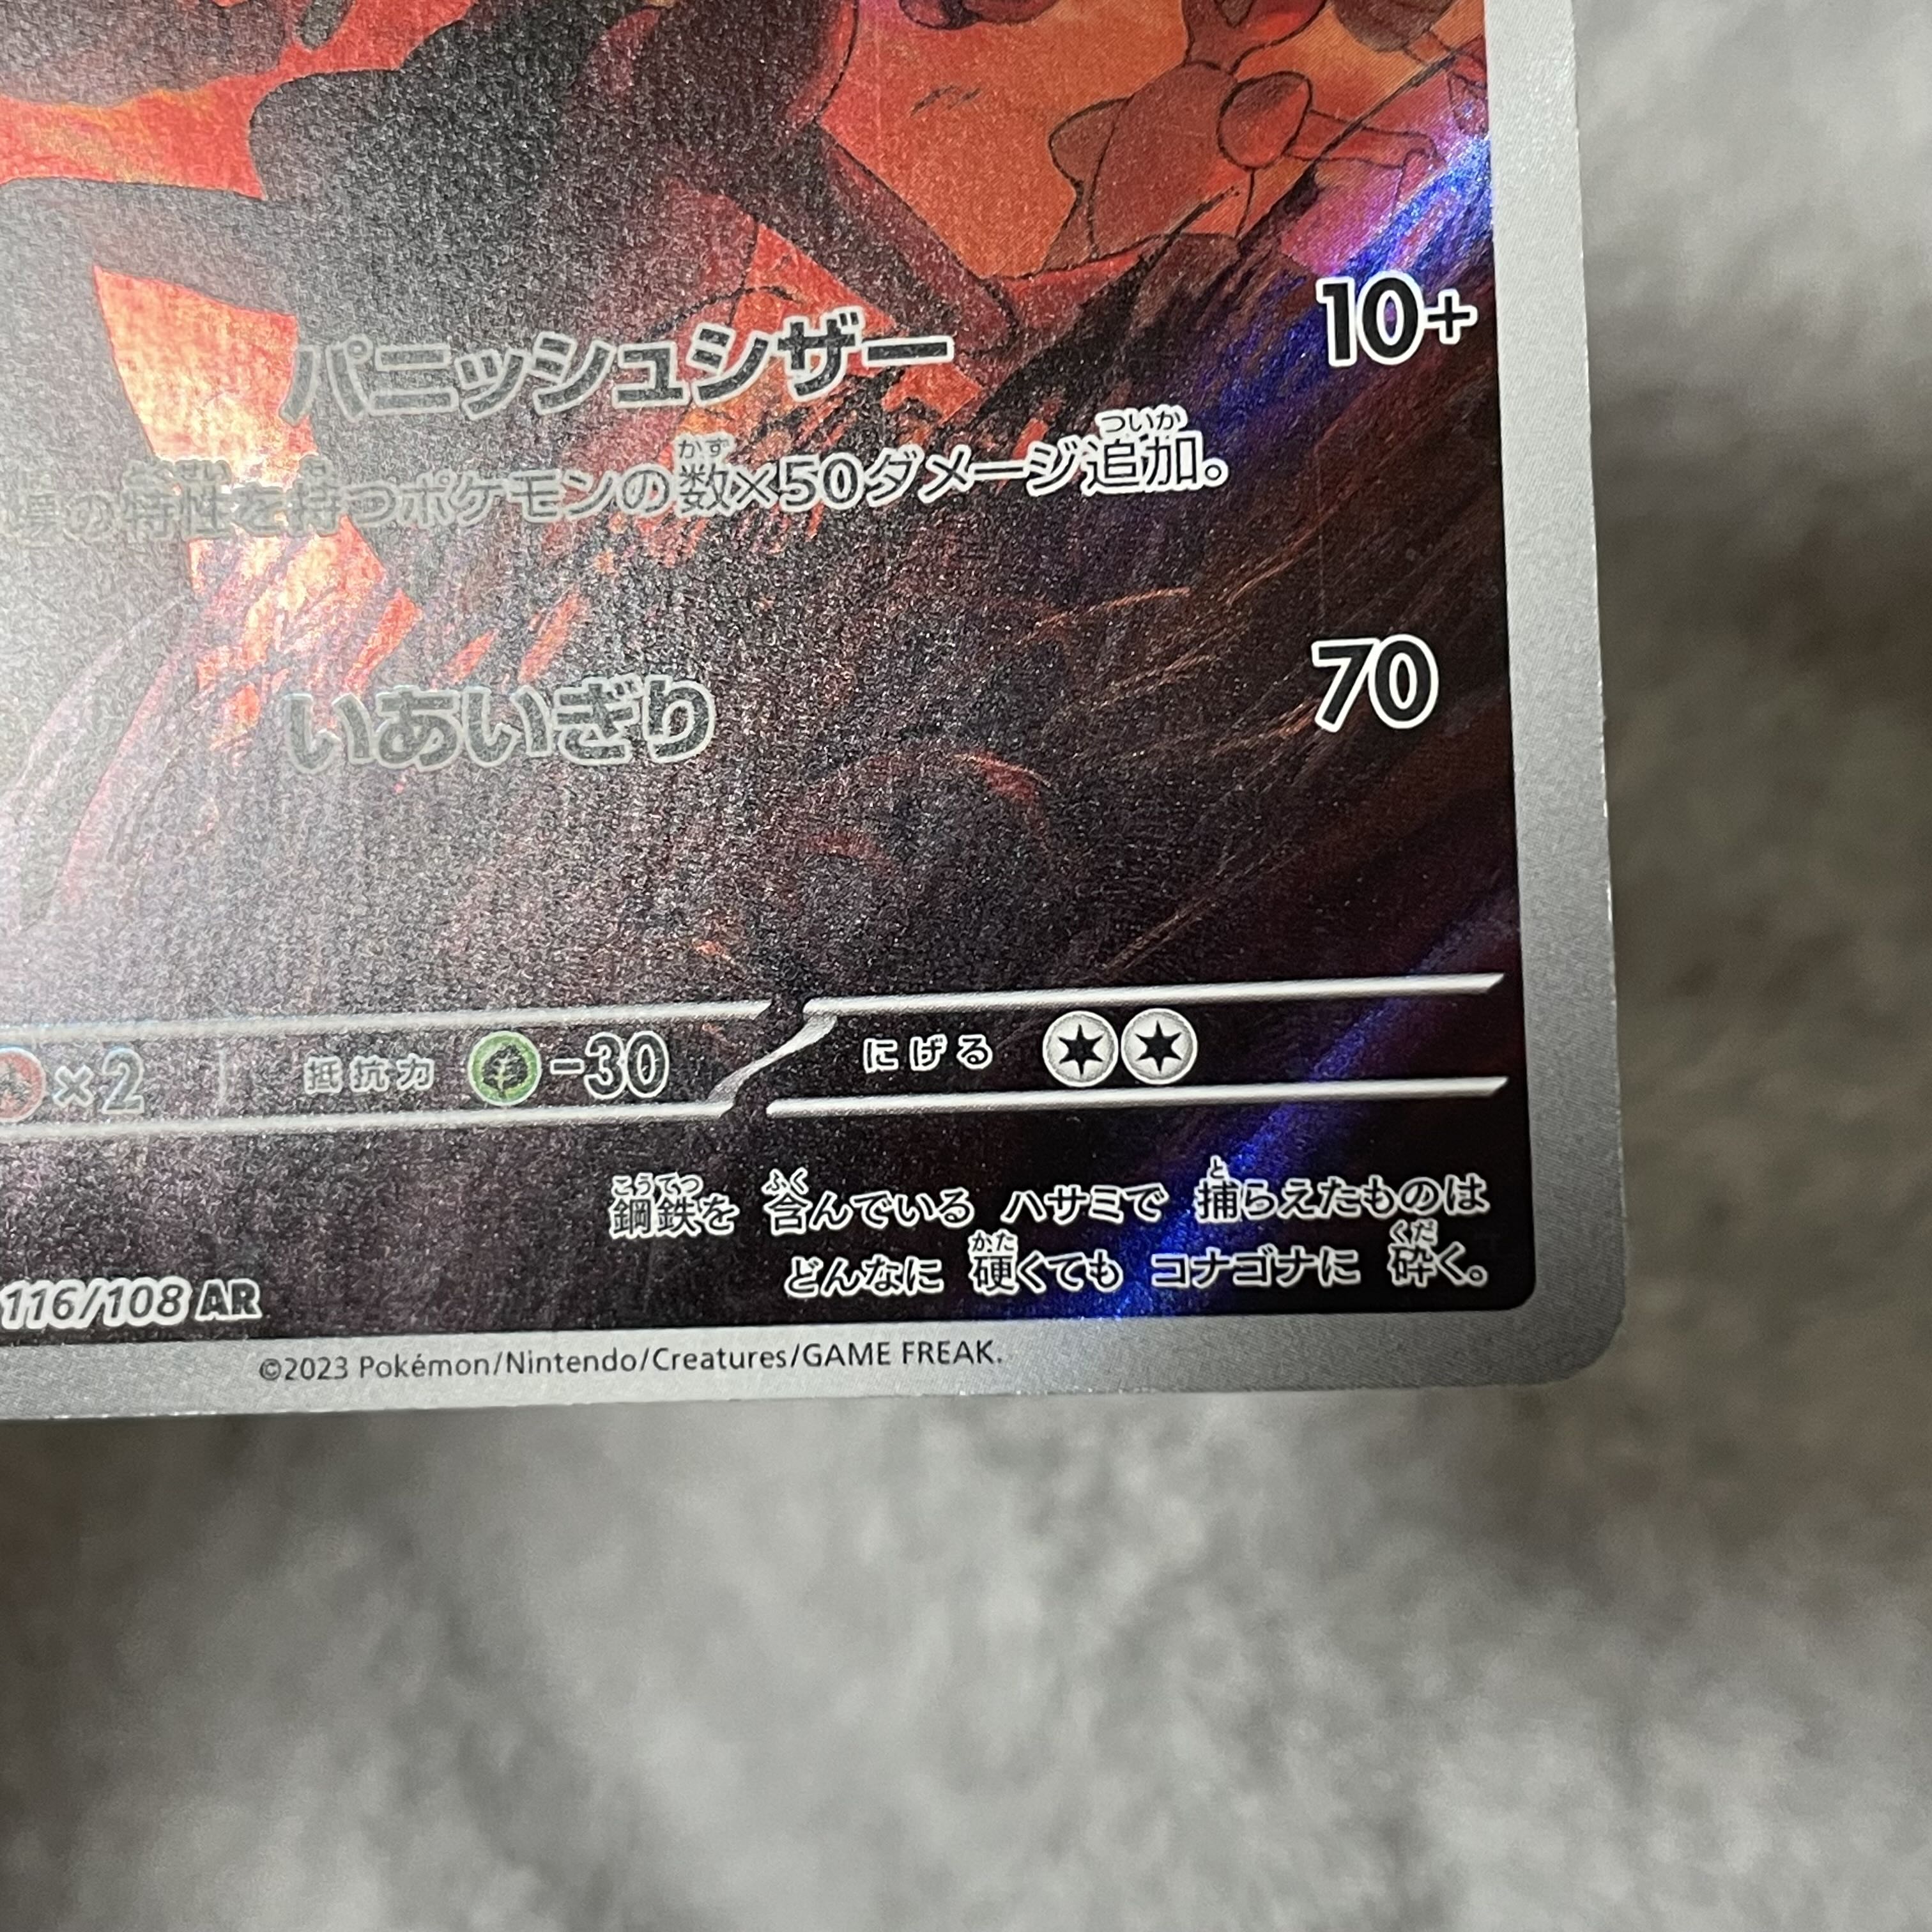 パニッシュシザー 10+
の特性を持つポケモンの数×50ダメージ追加。
いあいぎり 70
×2 抵抗力 -30 にげる
鋼鉄を 含んでいる ハサミで 捕らえたものは
どんなに 硬くても コナゴナに 砕く。
116/108 AR
©2023 Pokémon/Nintendo/Creatures/GAME FREAK.